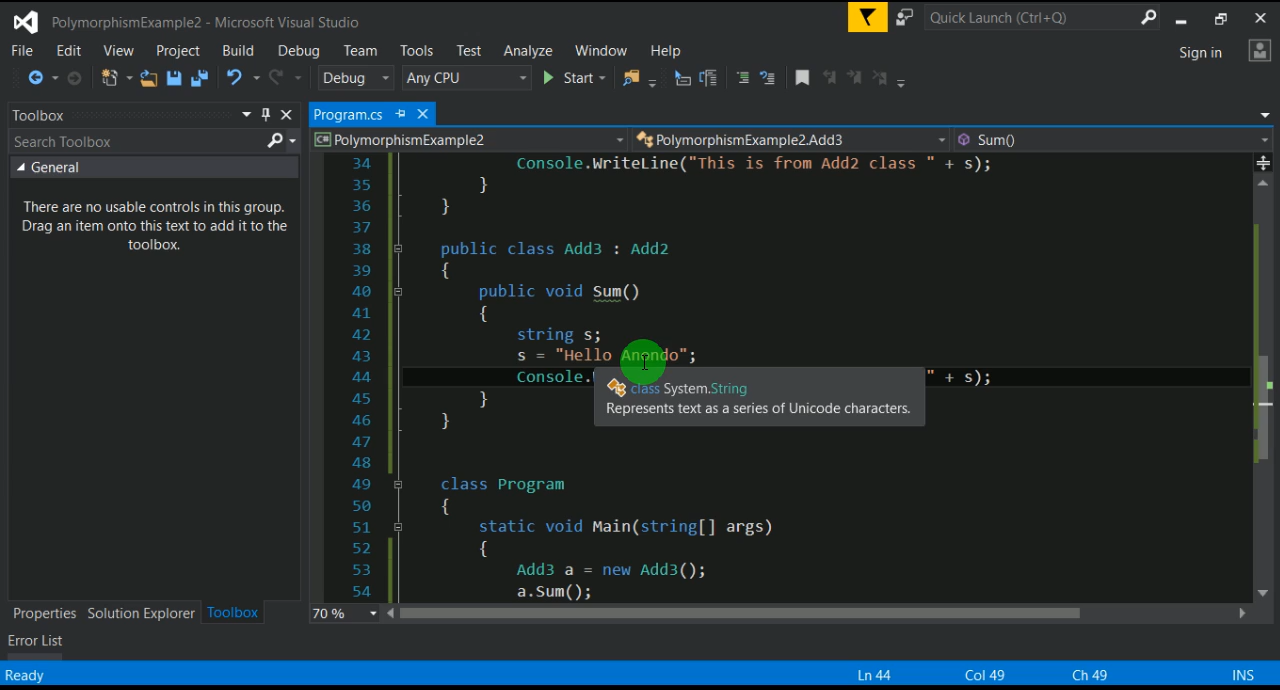 PolymorphismExample2 - Microsoft Visual Studio
Quick Launch (Ctrl+Q)
File Edit View Project Build Debug Team Tools Test Analyze Window Help
Sign in
Debug Any CPU Start
Toolbox
Search Toolbox
General
There are no usable controls in this group.
Drag an item onto this text to add it to the
toolbox.
Program.cs
PolymorphismExample2 PolymorphismExample2.Add3 Sum()
34 Console.WriteLine("This is from Add2 class " + s);
35 }
36 }
37
38 public class Add3 : Add2
39 {
40 public void Sum()
41 {
42 string s;
43 s = "Hello Anondo";
44 Console. " + s);
class System.String
Represents text as a series of Unicode characters.
45 }
46 }
47
48
49 class Program
50 {
51 static void Main(string[] args)
52 {
53 Add3 a = new Add3();
54 a.Sum();
70 %
Properties Solution Explorer Toolbox
Error List
Ready Ln 44 Col 49 Ch 49 INS